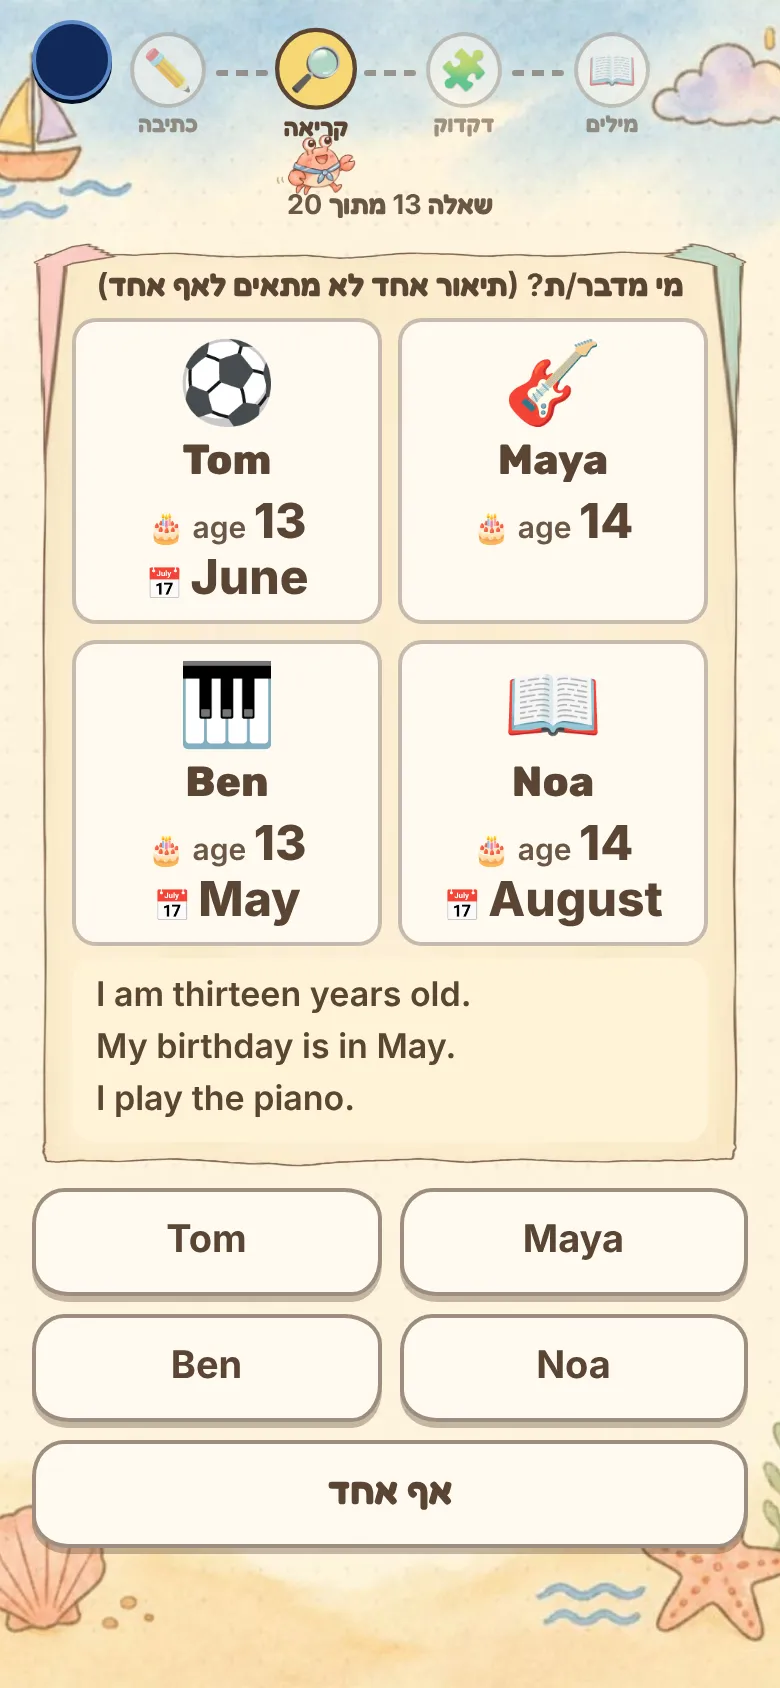 מילים
דקדוק
קריאה
כתיבה
שאלה 13 מתוך 20
מי מדבר/ת? (תיאור אחד לא מתאים לאף אחד)
Tom
🎂 age 13
📅 June
Maya
🎂 age 14
Ben
🎂 age 13
📅 May
Noa
🎂 age 14
📅 August
I am thirteen years old.
My birthday is in May.
I play the piano.
Tom
Maya
Ben
Noa
אף אחד